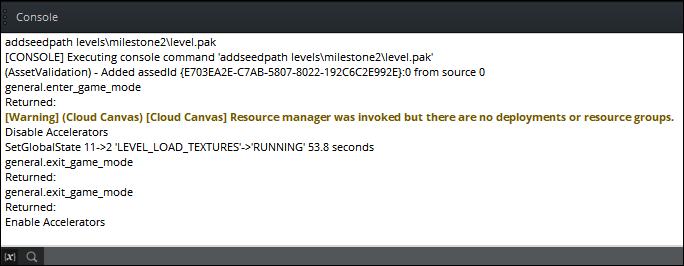 Console
addseedpath levels\milestone2\level.pak
[CONSOLE] Executing console command 'addseedpath levels\milestone2\level.pak'
(AssetValidation) - Added assedId {E703EA2E-C7AB-5807-8022-192C6C2E992E}:0 from source 0
general.enter_game_mode
Returned:
[Warning] (Cloud Canvas) [Cloud Canvas] Resource manager was invoked but there are no deployments or resource groups.
Disable Accelerators
SetGlobalState 11->2 'LEVEL_LOAD_TEXTURES'->'RUNNING' 53.8 seconds
general.exit_game_mode
Returned:
general.exit_game_mode
Returned:
Enable Accelerators
{x}